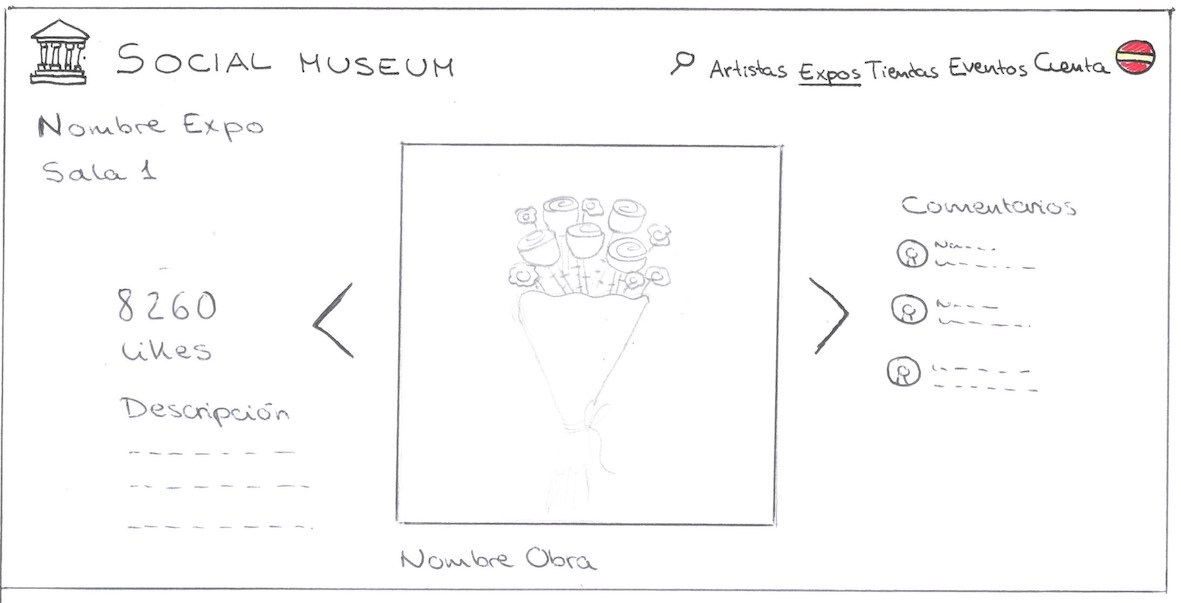 SOCIAL MUSEUM
Artistas Expos Tiendas Eventos Cuenta
Nombre Expo
Sala 1
8260
Likes
Descripción
Nombre Obra
Comentarios